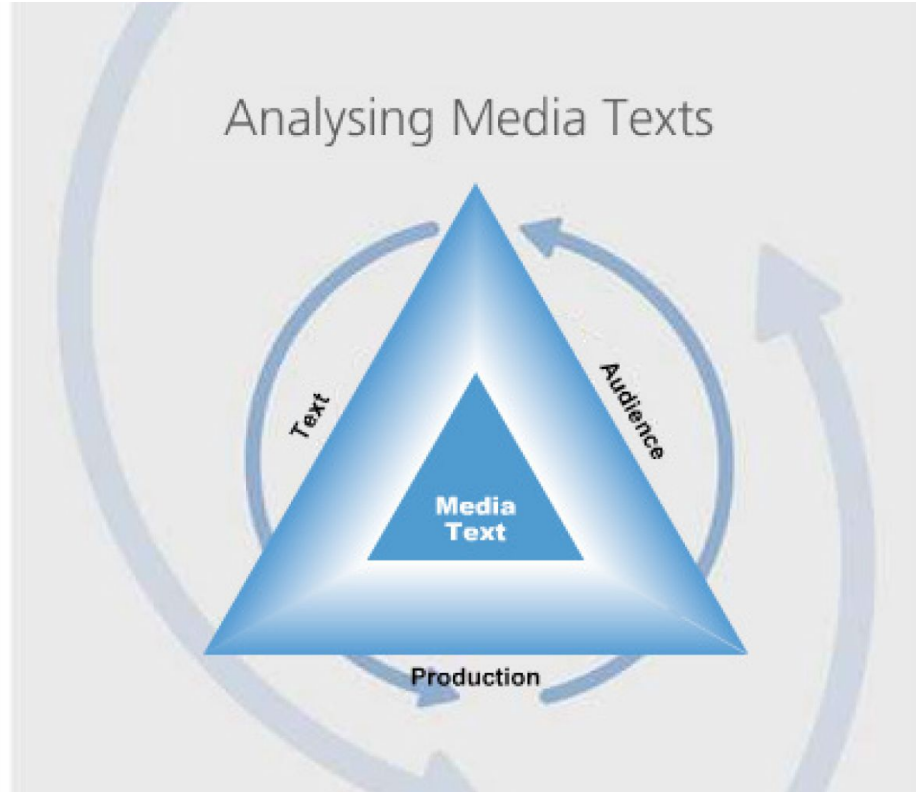 Analysing Media Texts
Text
Audience
Media
Text
Production